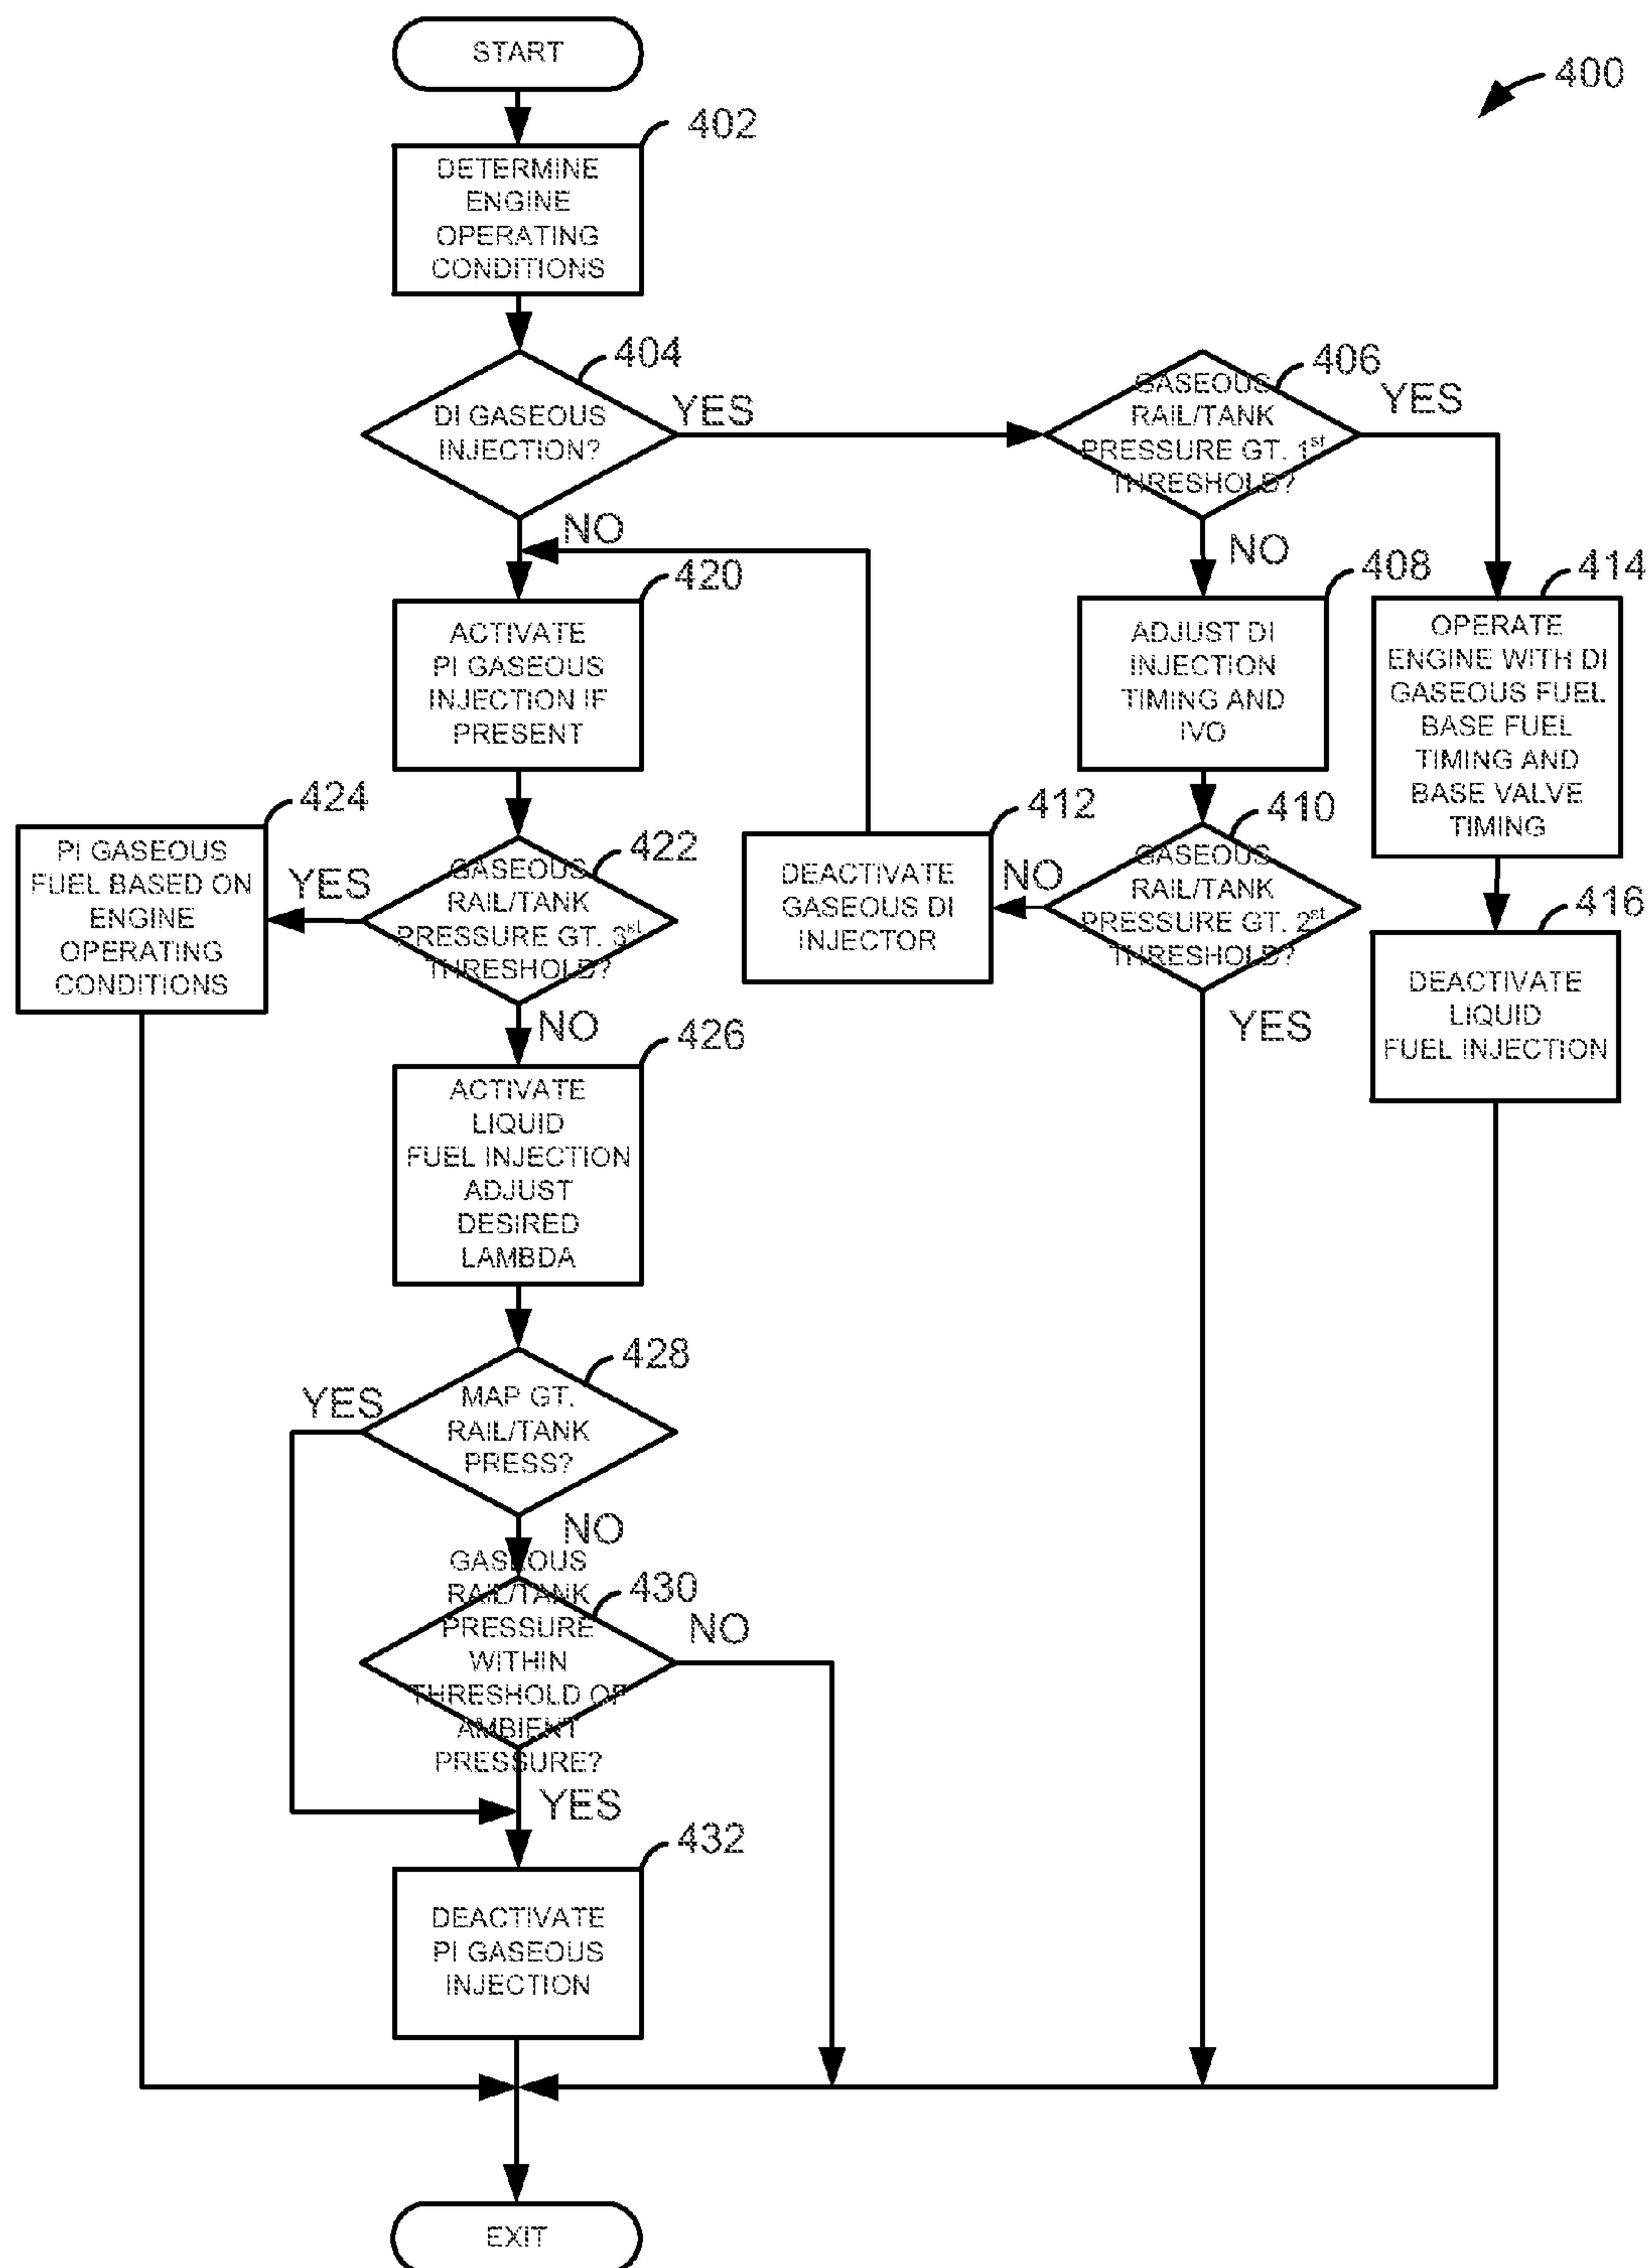 START
400
402
DETERMINE
ENGINE
OPERATING
CONDITIONS
404
DI GASEOUS
INJECTION?
YES
NO
406
GASEOUS
RAIL/TANK
PRESSURE GT. 1st
THRESHOLD?
YES
NO
408
ADJUST DI
INJECTION
TIMING AND
IVO
414
OPERATE
ENGINE WITH DI
GASEOUS FUEL
BASE FUEL
TIMING AND
BASE VALVE
TIMING
420
ACTIVATE
PI GASEOUS
INJECTION IF
PRESENT
410
GASEOUS
RAIL/TANK
PRESSURE GT. 2st
THRESHOLD?
NO
YES
412
DEACTIVATE
GASEOUS DI
INJECTOR
416
DEACTIVATE
LIQUID
FUEL INJECTION
422
GASEOUS
RAIL/TANK
PRESSURE GT. 3st
THRESHOLD?
YES
NO
424
PI GASEOUS
FUEL BASED ON
ENGINE
OPERATING
CONDITIONS
426
ACTIVATE
LIQUID
FUEL INJECTION
ADJUST
DESIRED
LAMBDA
428
MAP GT.
RAIL/TANK
PRESS?
YES
NO
430
GASEOUS
RAIL/TANK
PRESSURE
WITHIN
THRESHOLD OF
AMBIENT
PRESSURE?
NO
YES
432
DEACTIVATE
PI GASEOUS
INJECTION
EXIT